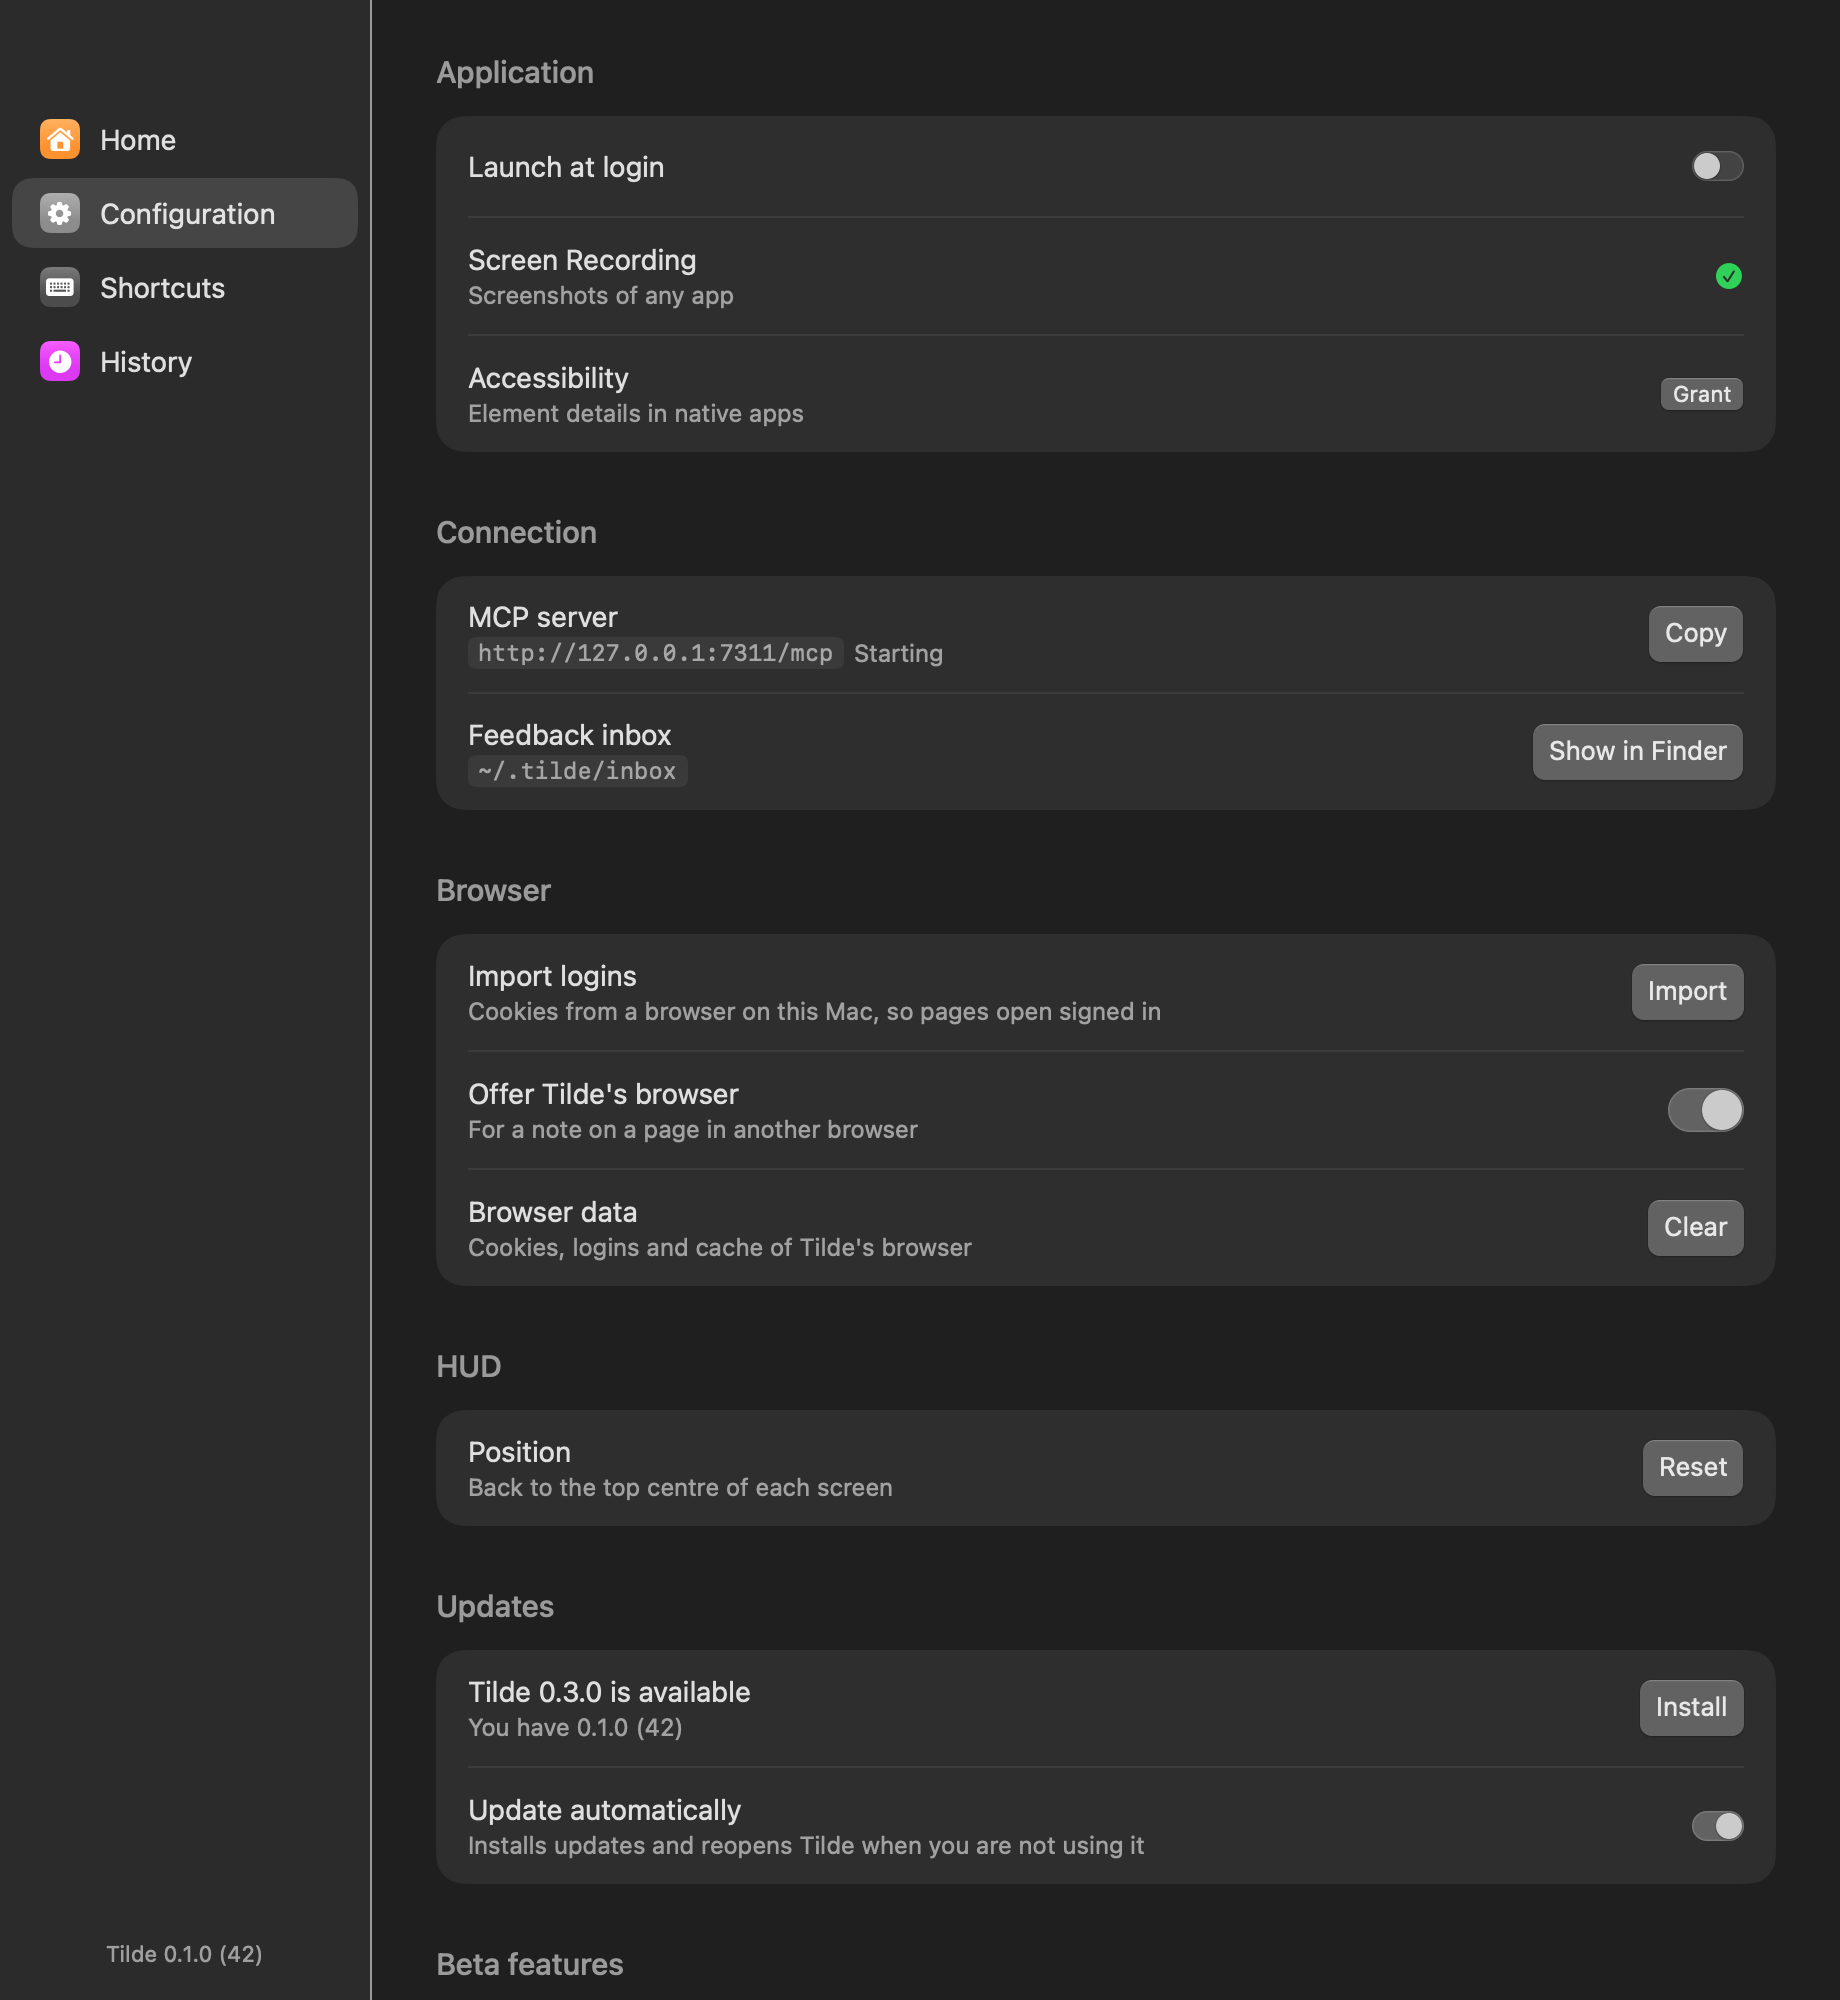 Home
Configuration
Shortcuts
History
Tilde 0.1.0 (42)
Application
Launch at login
Screen Recording
Screenshots of any app
Accessibility
Element details in native apps
Grant
Connection
MCP server
http://127.0.0.1:7311/mcp Starting
Copy
Feedback inbox
~/.tilde/inbox
Show in Finder
Browser
Import logins
Cookies from a browser on this Mac, so pages open signed in
Import
Offer Tilde's browser
For a note on a page in another browser
Browser data
Cookies, logins and cache of Tilde's browser
Clear
HUD
Position
Back to the top centre of each screen
Reset
Updates
Tilde 0.3.0 is available
You have 0.1.0 (42)
Install
Update automatically
Installs updates and reopens Tilde when you are not using it
Beta features